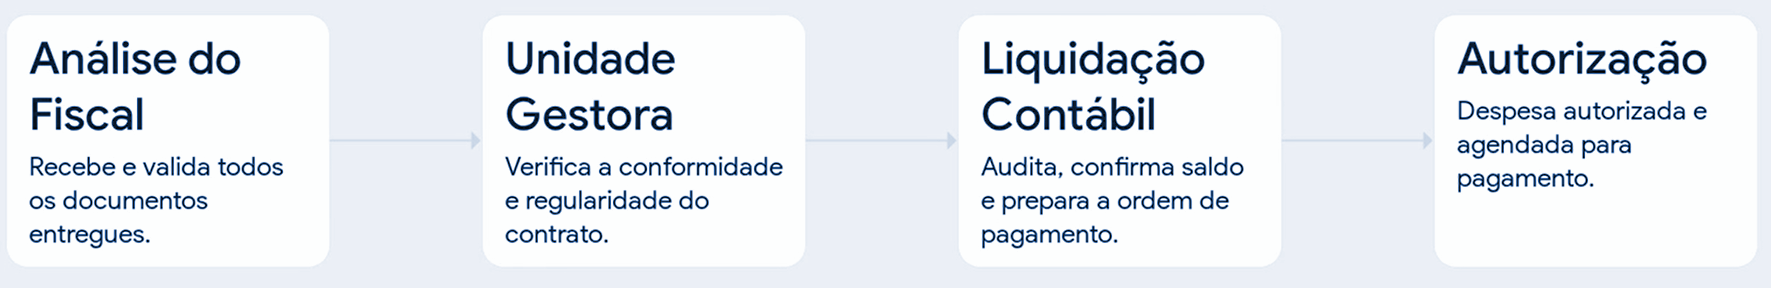 Análise do
Fiscal
Recebe e valida todos
os documentos
entregues.
Unidade
Gestora
Verifica a conformidade
e regularidade do
contrato.
Liquidação
Contábil
Audita, confirma saldo
e prepara a ordem de
pagamento.
Autorização
Despesa autorizada e
agendada para
pagamento.